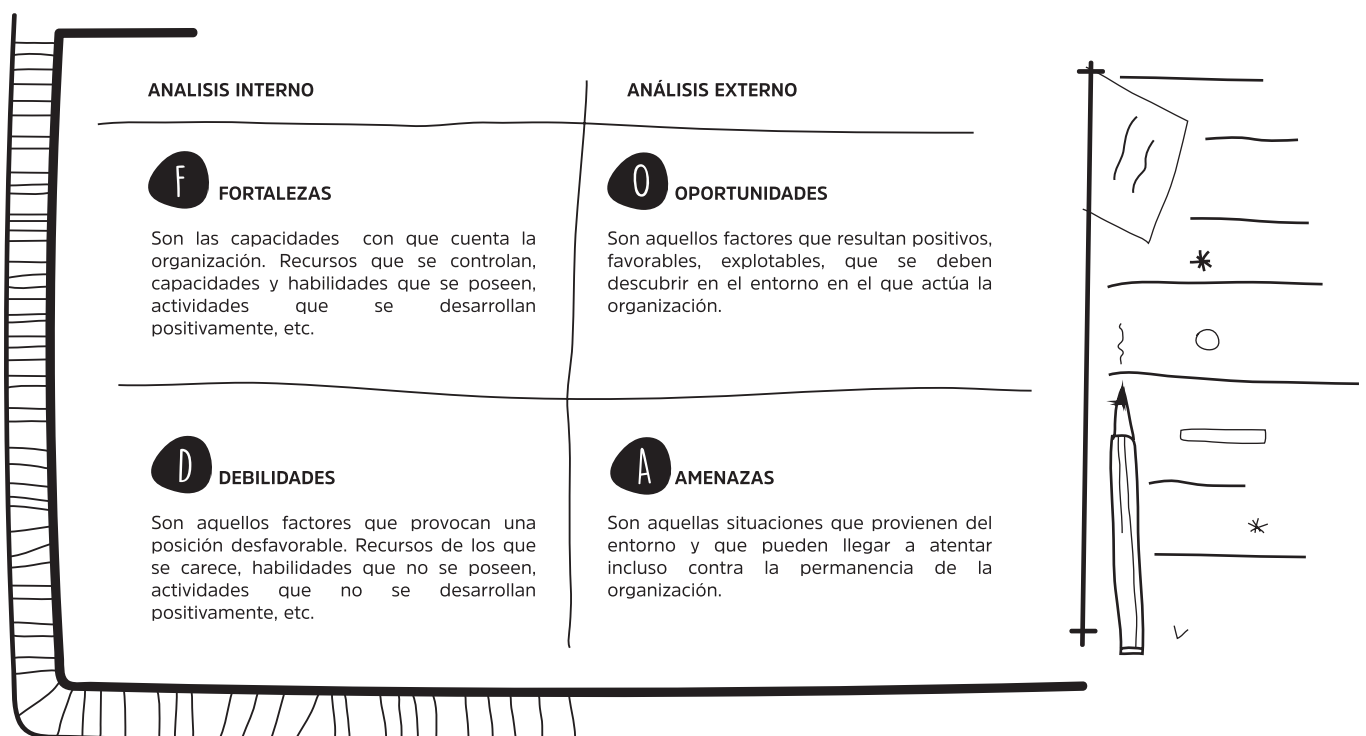 ANALISIS INTERNO
ANÁLISIS EXTERNO
F FORTALEZAS
Son las capacidades con que cuenta la
organización. Recursos que se controlan,
capacidades y habilidades que se poseen,
actividades que se desarrollan
positivamente, etc.
O OPORTUNIDADES
Son aquellos factores que resultan positivos,
favorables, explotables, que se deben
descubrir en el entorno en el que actúa la
organización.
D DEBILIDADES
Son aquellos factores que provocan una
posición desfavorable. Recursos de los que
se carece, habilidades que no se poseen,
actividades que no se desarrollan
positivamente, etc.
A AMENAZAS
Son aquellas situaciones que provienen del
entorno y que pueden llegar a atentar
incluso contra la permanencia de la
organización.